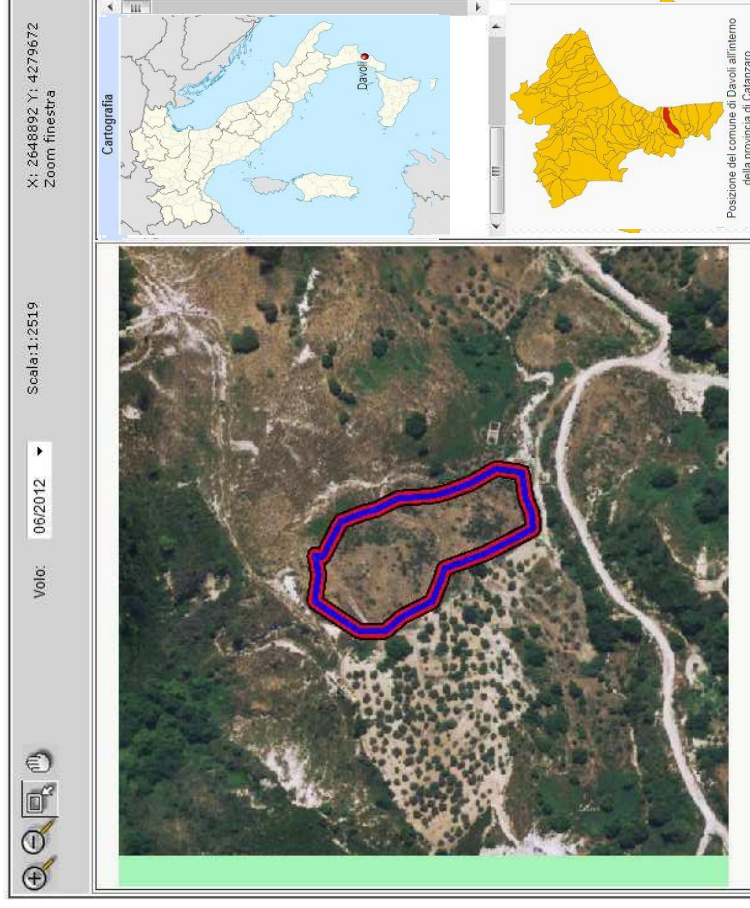 Volo:
06/2012
Scala:1:2519
X: 2648892 Y: 4279672
Zoom finestra
Cartografia
Davoli
Posizione del comune di Davoli all'interno
della provincia di Catanzaro